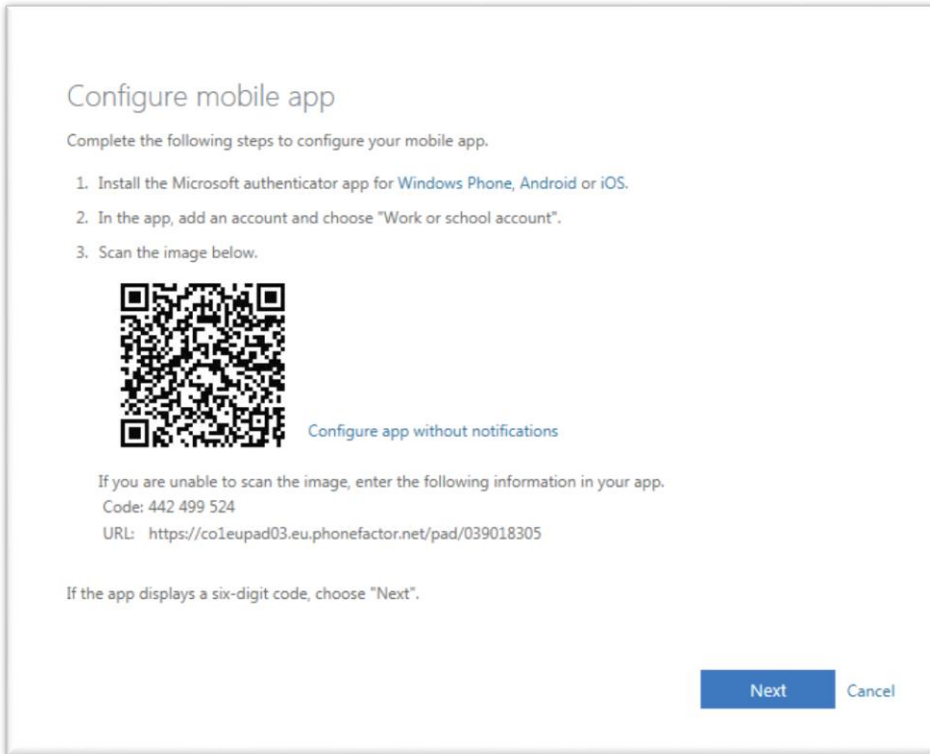 Configure mobile app
Complete the following steps to configure your mobile app.
1. Install the Microsoft authenticator app for Windows Phone, Android or iOS.
2. In the app, add an account and choose "Work or school account".
3. Scan the image below.
Configure app without notifications
If you are unable to scan the image, enter the following information in your app.
Code: 442 499 524
URL: https://co1eupad03.eu.phonefactor.net/pad/039018305
If the app displays a six-digit code, choose "Next".
Next Cancel